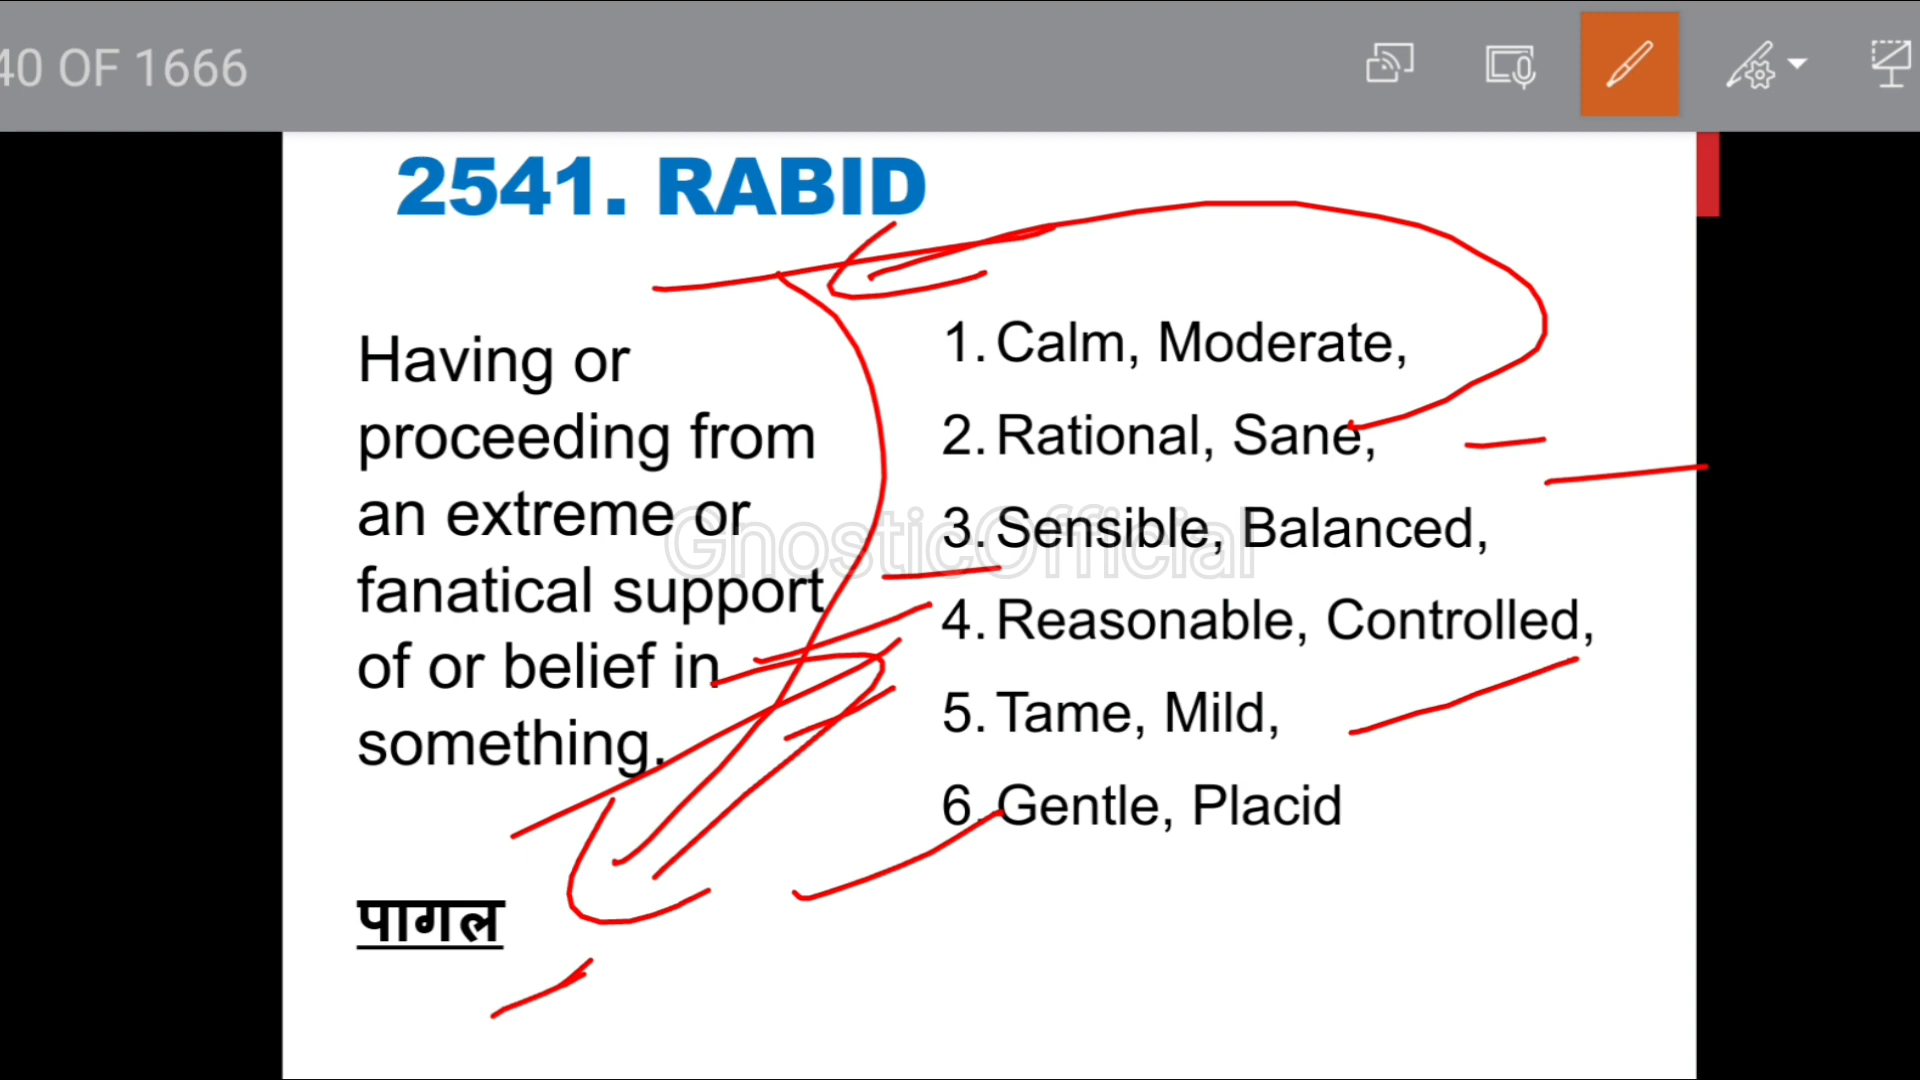 40 OF 1666
2541. RABID
Having or
proceeding from
an extreme or
fanatical support
of or belief in
something.
पागल
1. Calm, Moderate,
2. Rational, Sane,
3. Sensible, Balanced,
4. Reasonable, Controlled,
5. Tame, Mild,
6. Gentle, Placid
GnosticOfficial